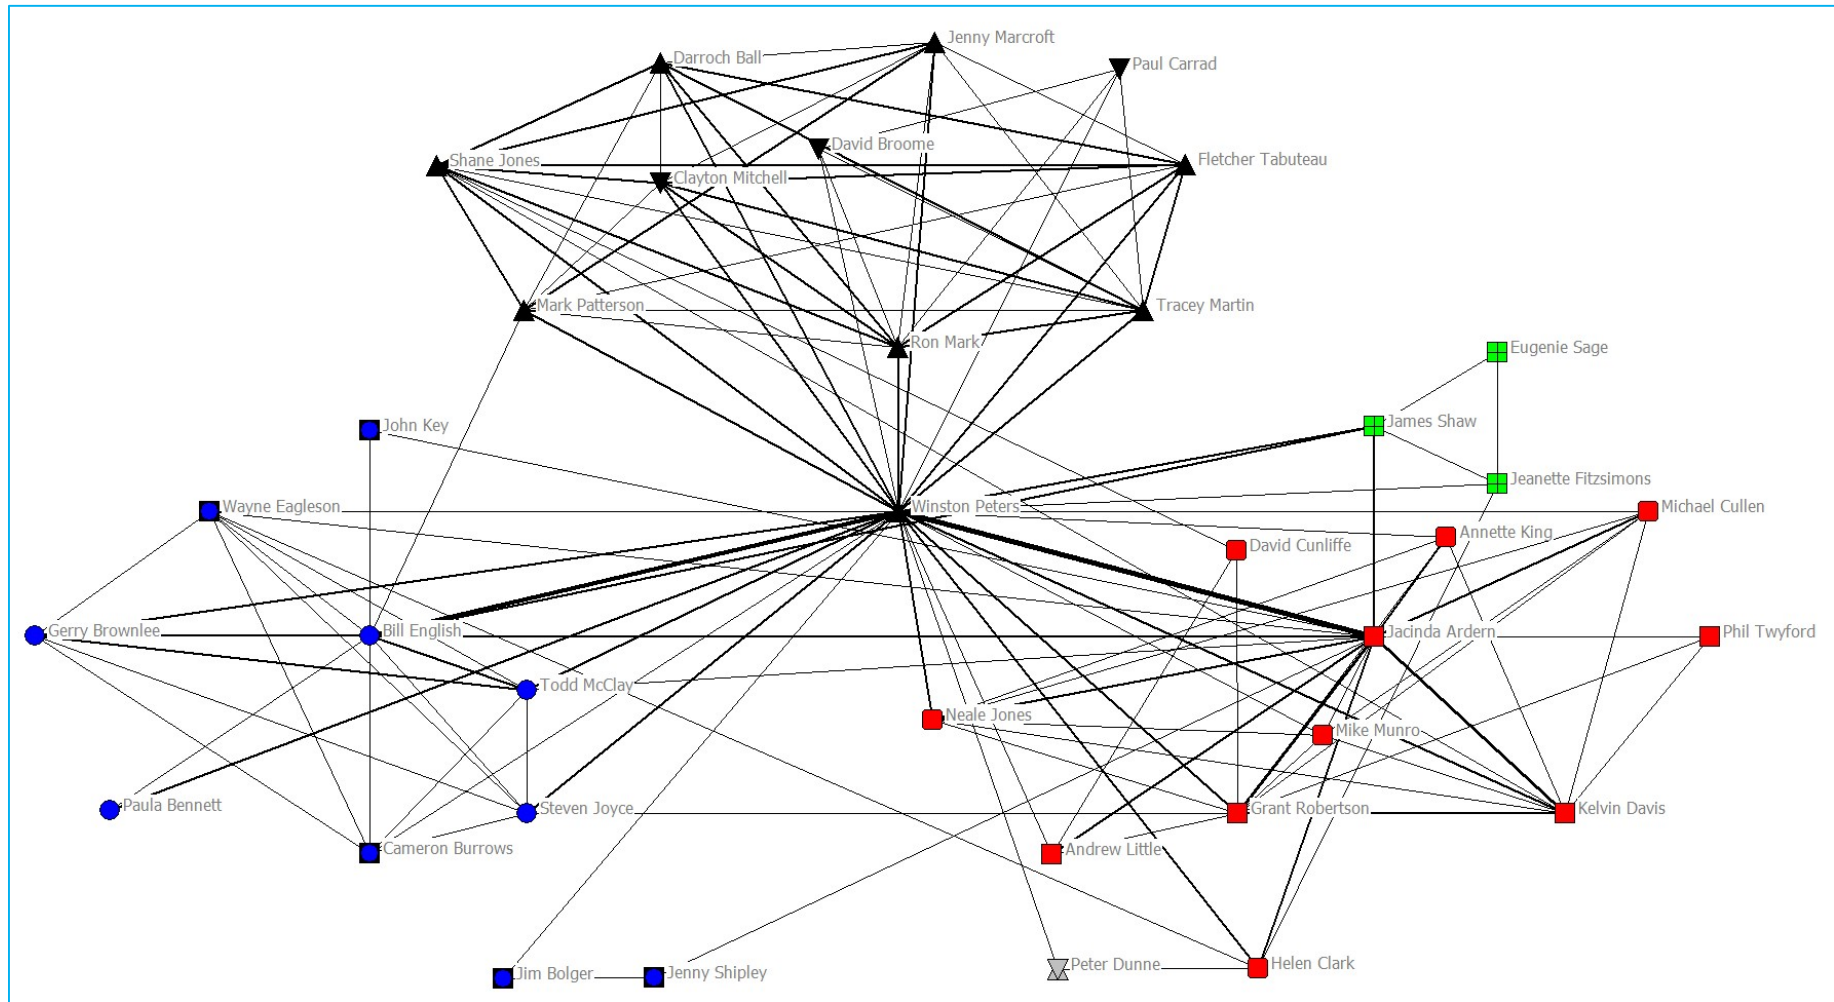 Jenny Marcroft
Darroch Ball
Paul Carrad
David Broome
Shane Jones
Fletcher Tabuteau
Clayton Mitchell
Mark Patterson
Tracey Martin
Ron Mark
Eugenie Sage
James Shaw
John Key
Jeanette Fitzsimons
Wayne Eagleson
Winston Peters
Michael Cullen
Annette King
David Cunliffe
Gerry Brownlee
Bill English
Jacinda Ardern
Phil Twyford
Todd McClay
Neale Jones
Mike Munro
Paula Bennett
Steven Joyce
Grant Robertson
Kelvin Davis
Cameron Burrows
Andrew Little
Jim Bolger
Jenny Shipley
Peter Dunne
Helen Clark